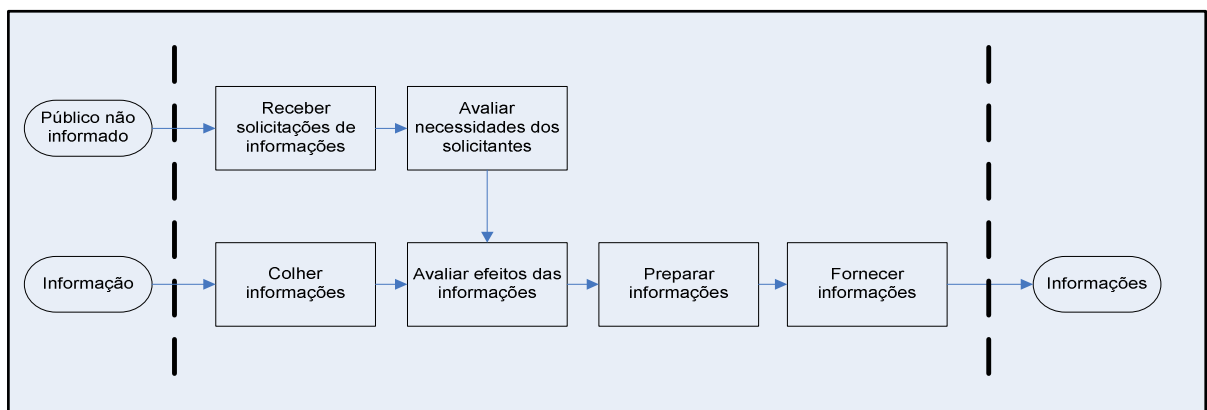 Público não
informado
Receber
solicitações de
informações
Avaliar
necessidades dos
solicitantes
Informação
Colher
informações
Avaliar efeitos das
informações
Preparar
informações
Fornecer
informações
Informações